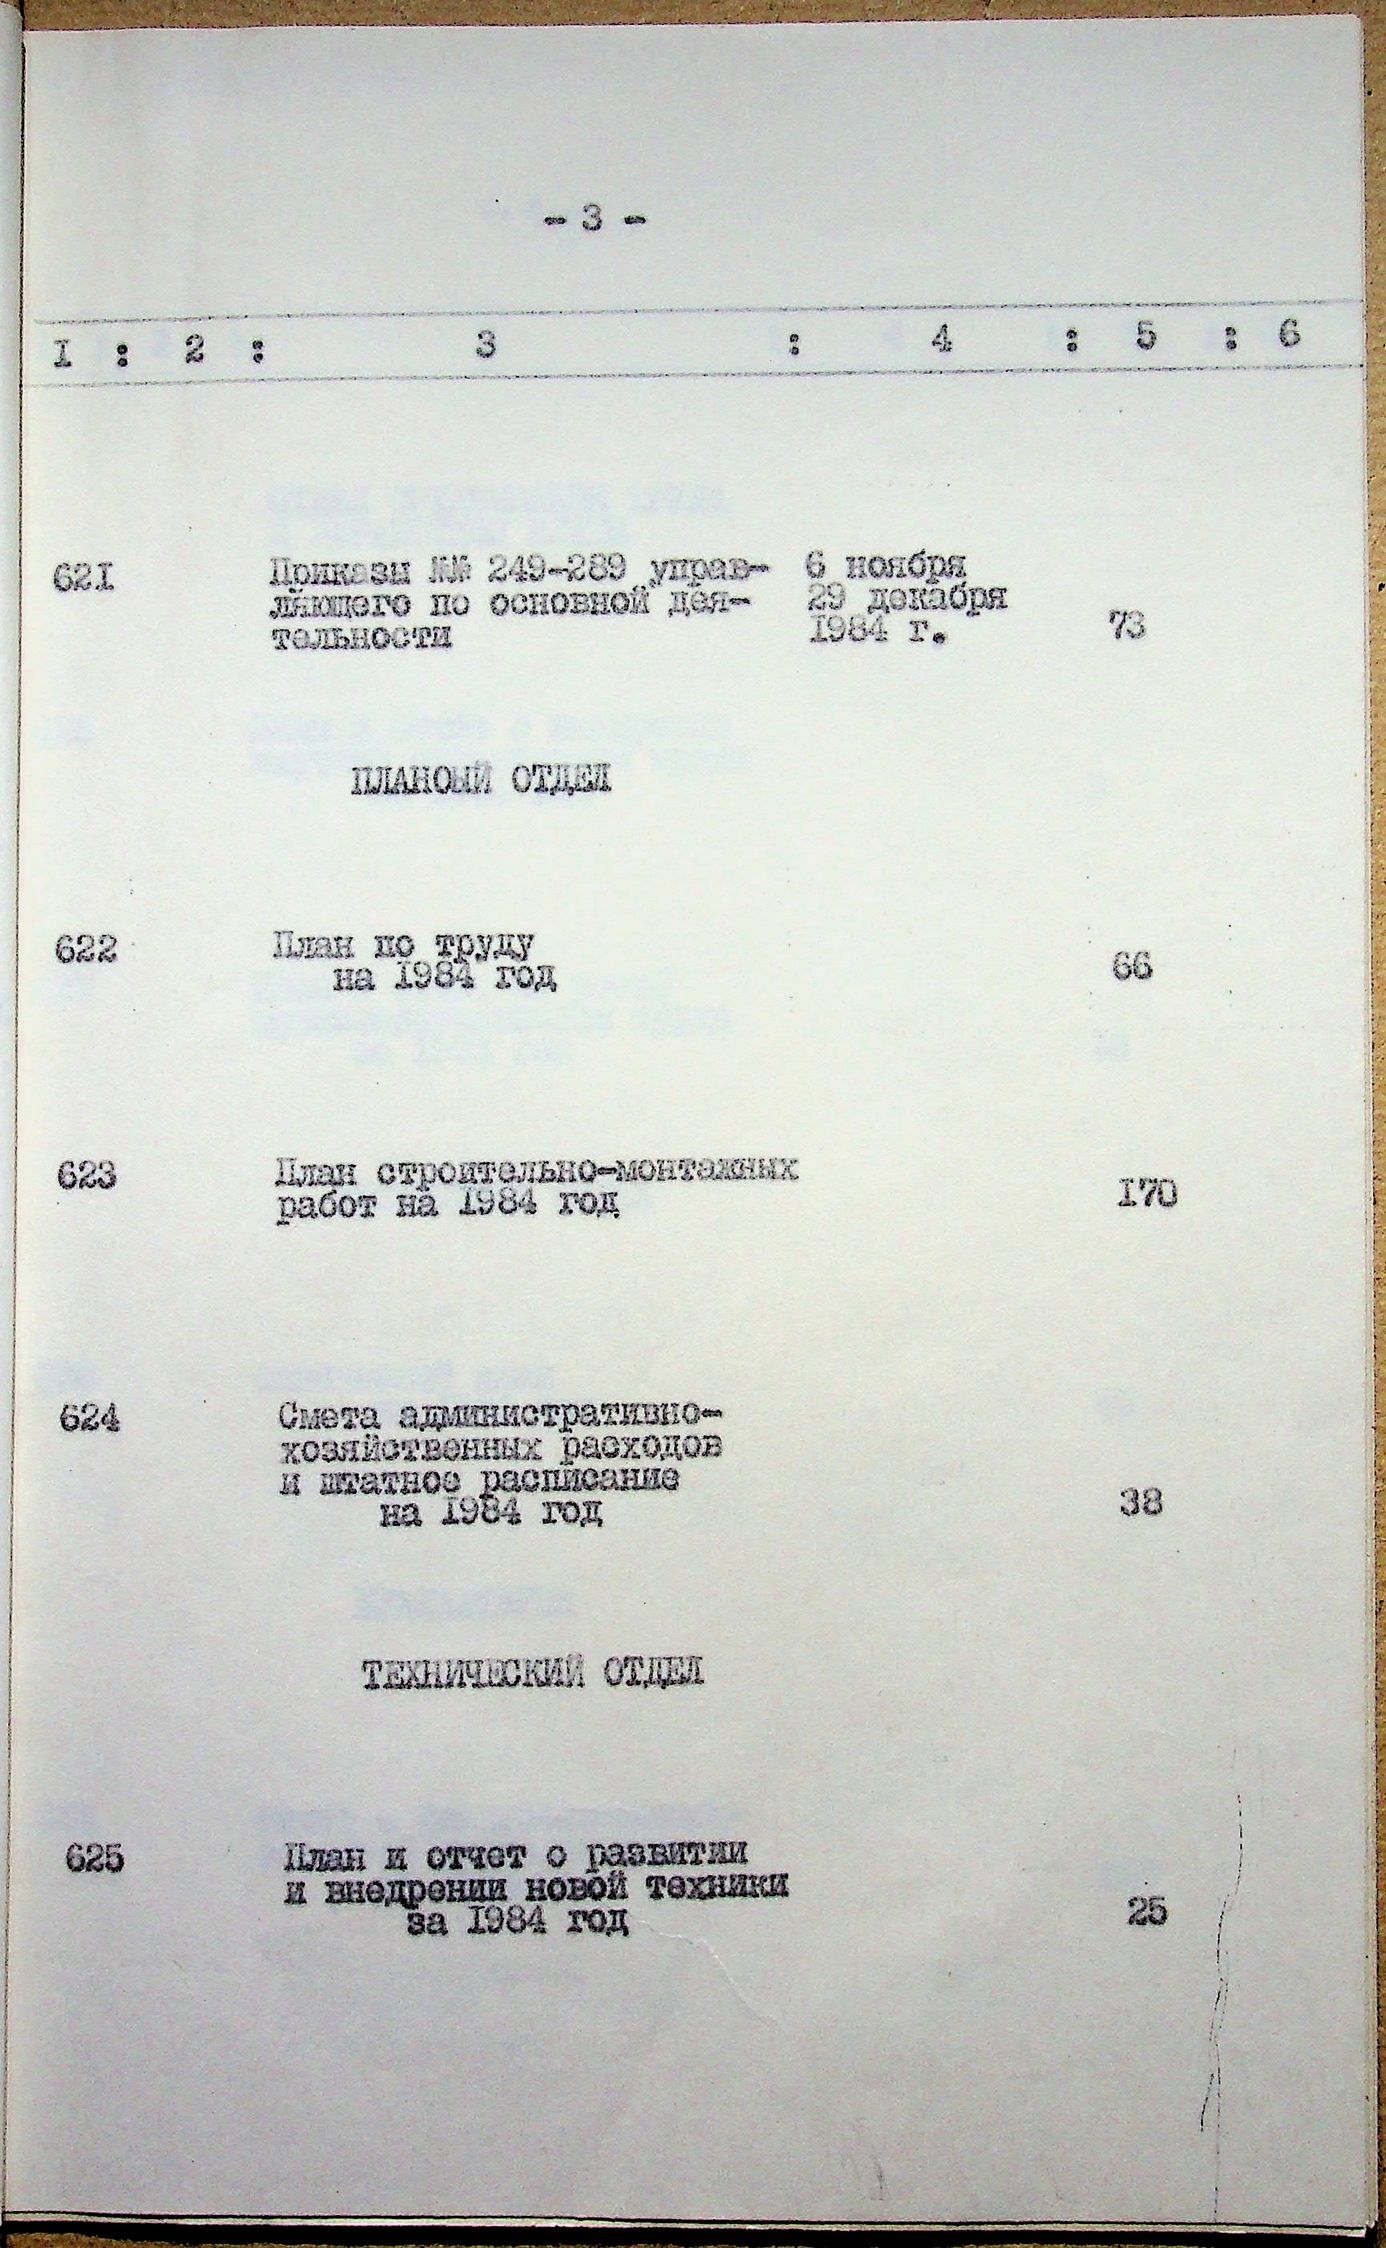 - 3 -
I : 2 : 3 : 4 : 5 : 6
621 Приказы №№ 249-289 управ- 6 ноября
ляющего по основной дея- 29 декабря
тельности 1984 г. 73
ПЛАНОЫЙ ОТДЕЛ
622 План по труду
на 1984 год 66
623 План строительно-монтажных
работ на 1984 год 170
624 Смета административно-
хозяйственных расходов
и штатное расписание
на 1984 год 38
ТЕХНИЧЕСКИЙ ОТДЕЛ
625 План и отчет о развитии
и внедрении новой техники
за 1984 год 25